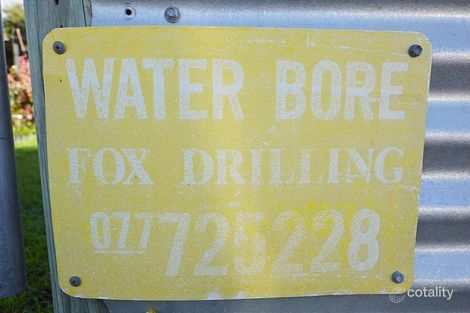 WATER BORE
FOX DRILLING
077 725228
cotality